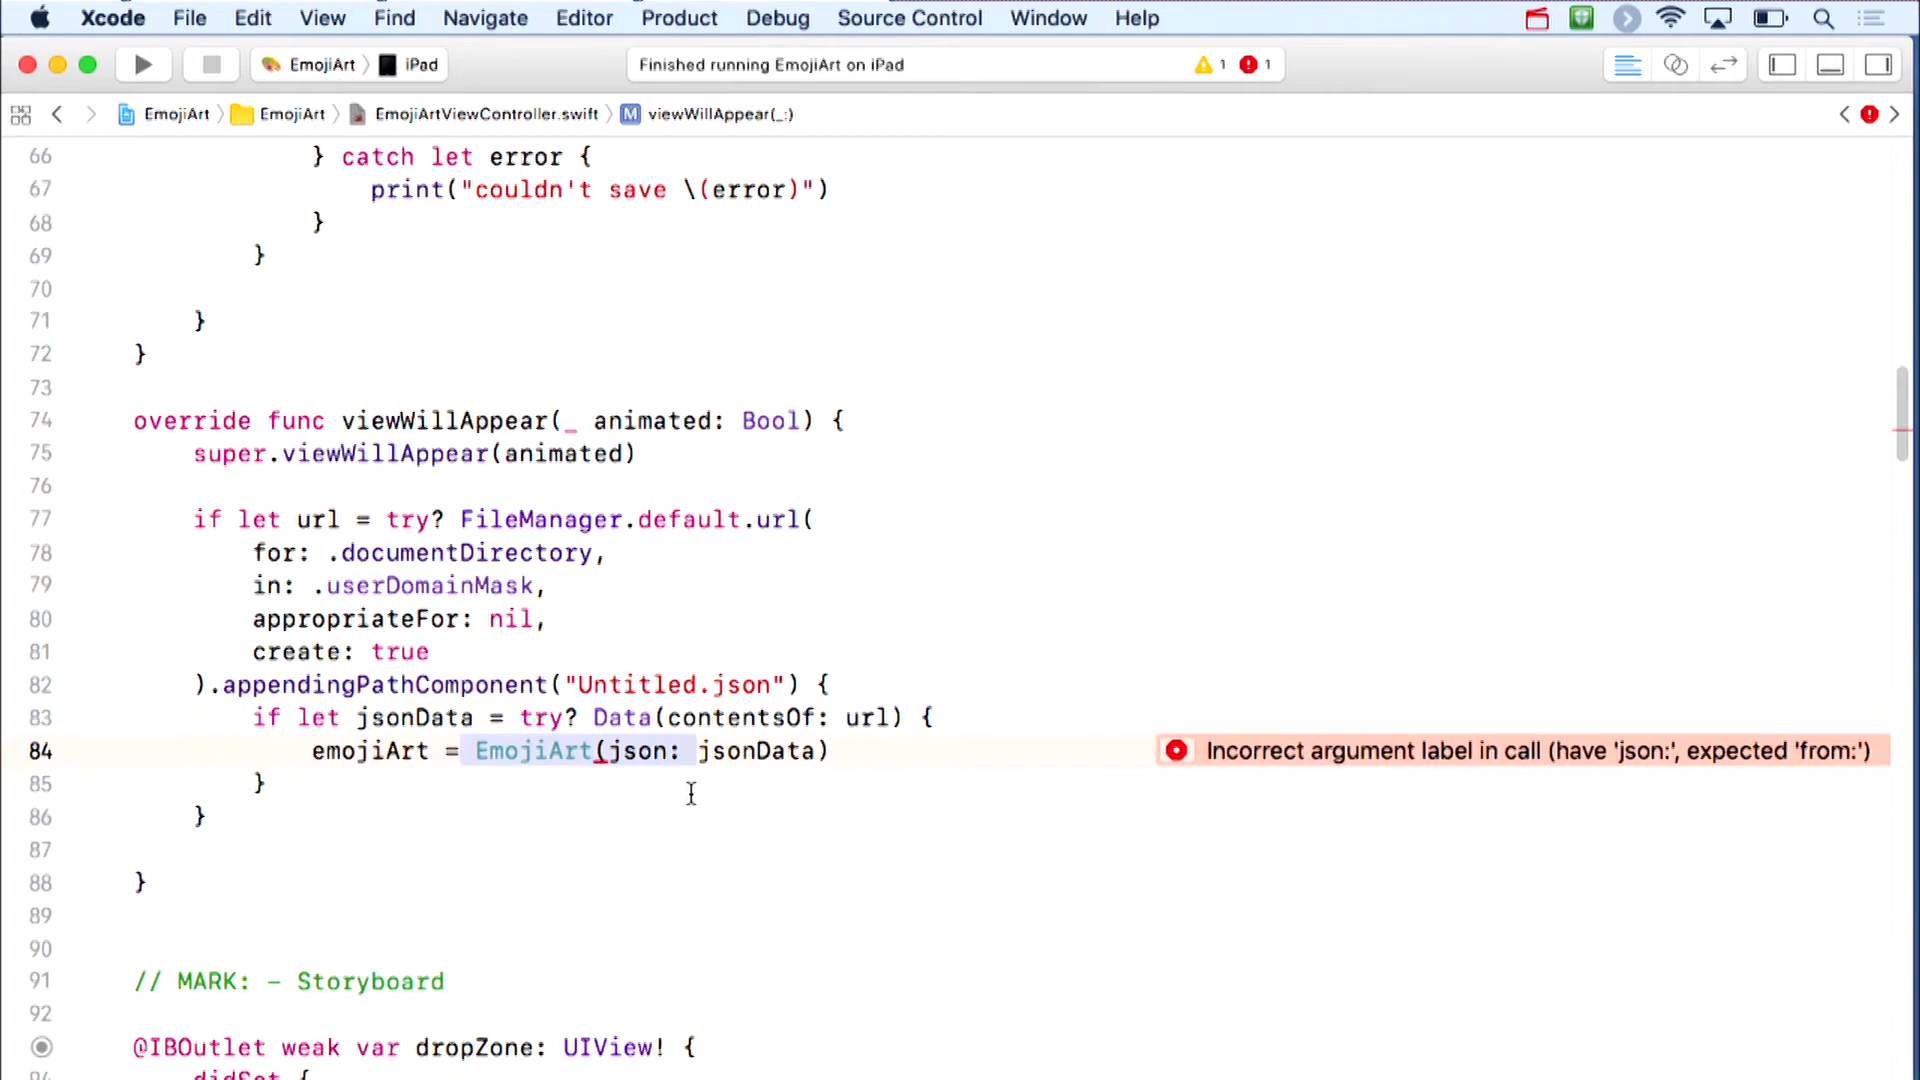 Xcode File Edit View Find Navigate Editor Product Debug Source Control Window Help
EmojiArt iPad Finished running EmojiArt on iPad 1 1
EmojiArt EmojiArt EmojiArtViewController.swift M viewWillAppear(_:)
66 } catch let error {
67 print("couldn't save \(error)")
68 }
69 }
70
71 }
72 }
73
74 override func viewWillAppear(_ animated: Bool) {
75 super.viewWillAppear(animated)
76
77 if let url = try? FileManager.default.url(
78 for: .documentDirectory,
79 in: .userDomainMask,
80 appropriateFor: nil,
81 create: true
82 ).appendingPathComponent("Untitled.json") {
83 if let jsonData = try? Data(contentsOf: url) {
84 emojiArt = EmojiArt(json: jsonData) Incorrect argument label in call (have 'json:', expected 'from:')
85 }
86 }
87
88 }
89
90
91 // MARK: - Storyboard
92
@IBOutlet weak var dropZone: UIView! {
94 didSet {